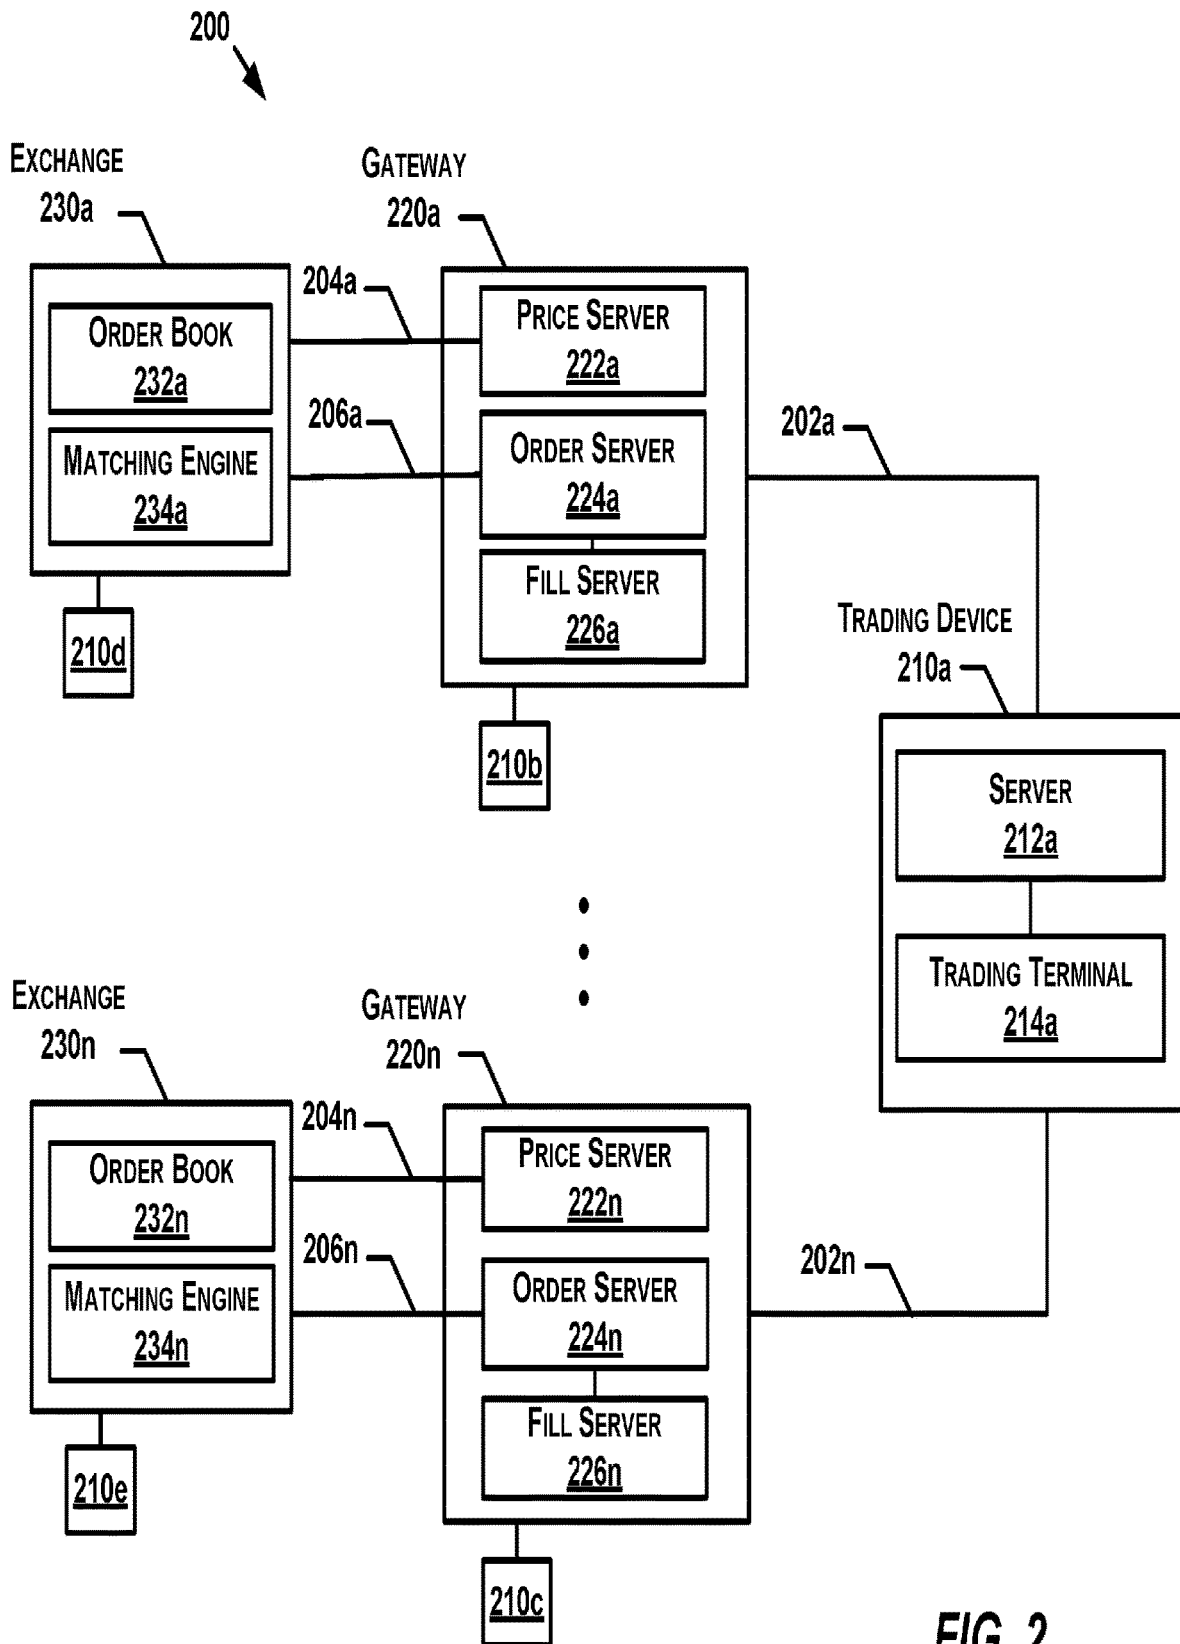 200
EXCHANGE
230a
GATEWAY
220a
204a
206a
ORDER BOOK
232a
MATCHING ENGINE
234a
PRICE SERVER
222a
ORDER SERVER
224a
FILL SERVER
226a
202a
210d
210b
TRADING DEVICE
210a
SERVER
212a
TRADING TERMINAL
214a
EXCHANGE
230n
GATEWAY
220n
204n
206n
ORDER BOOK
232n
MATCHING ENGINE
234n
PRICE SERVER
222n
ORDER SERVER
224n
FILL SERVER
226n
202n
210e
210c
FIG. 2